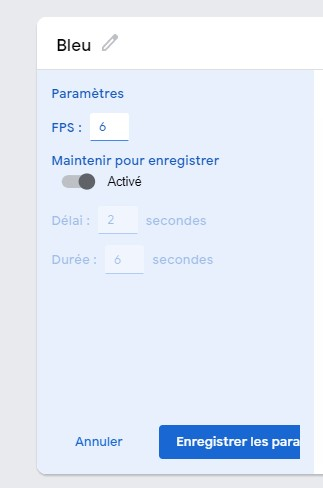 Bleu
Paramètres
FPS : 6
Maintenir pour enregistrer
Activé
Délai : 2 secondes
Durée : 6 secondes
Annuler Enregistrer les para